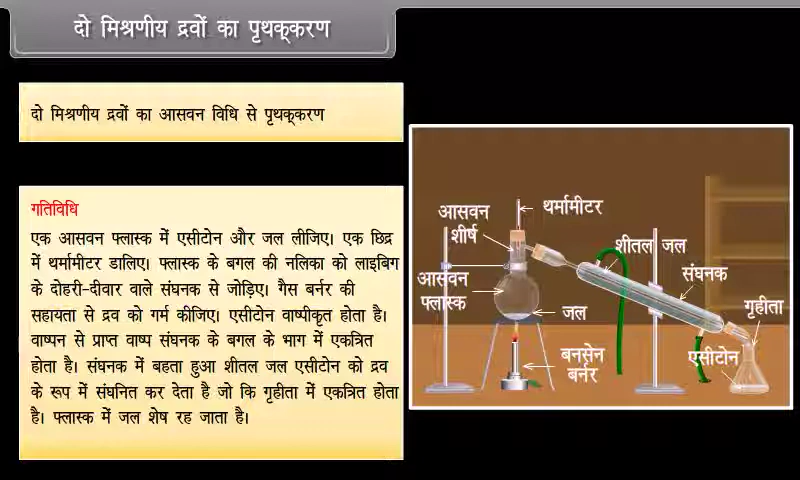 दो मिश्रणीय द्रवों का पृथक्करण
दो मिश्रणीय द्रवों का आसवन विधि से पृथक्करण
गतिविधि
एक आसवन फ्लास्क में एसीटोन और जल लीजिए। एक छिद्र
में थर्मामीटर डालिए। फ्लास्क के बगल की नलिका को लाइबिग
के दोहरी-दीवार वाले संघनक से जोड़िए। गैस बर्नर की
सहायता से द्रव को गर्म कीजिए। एसीटोन वाष्पीकृत होता है।
वाष्पन से प्राप्त वाष्प संघनक के बगल के भाग में एकत्रित
होता है। संघनक में बहता हुआ शीतल जल एसीटोन को द्रव
के रूप में संघनित कर देता है जो कि गृहीता में एकत्रित होता
है। फ्लास्क में जल शेष रह जाता है।
आसवन
शीर्ष
थर्मामीटर
शीतल जल
संघनक
आसवन
फ्लास्क
जल
गृहीता
बनसेन
बर्नर
एसीटोन